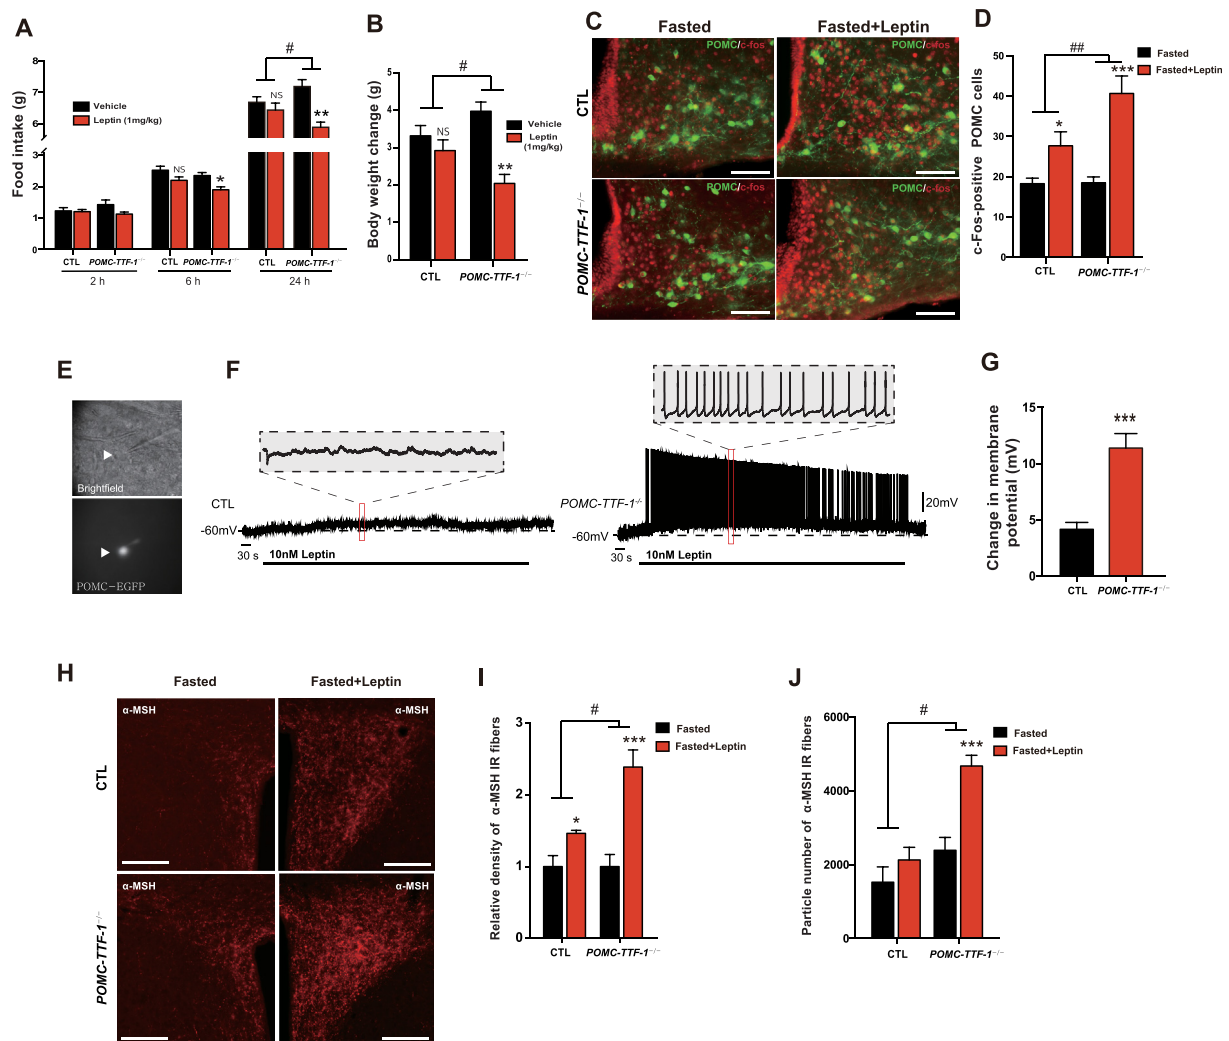 A
Food intake (g)
8
7
6
2
1
0
Vehicle
Leptin (1mg/kg)
#
NS
NS
*
**
CTL
POMC-TTF-1⁻/⁻
CTL
POMC-TTF-1⁻/⁻
CTL
POMC-TTF-1⁻/⁻
2 h
6 h
24 h
B
Body weight change (g)
5
4
3
2
1
0
#
NS
**
Vehicle
Leptin
(1mg/kg)
CTL
POMC-TTF-1⁻/⁻
C
Fasted
Fasted+Leptin
CTL
POMC-TTF-1⁻/⁻
POMC/c-fos
POMC/c-fos
POMC/c-fos
POMC/c-fos
D
c-Fos-positive POMC cells
50
40
30
20
10
0
##
*
***
Fasted
Fasted+Leptin
CTL
POMC-TTF-1⁻/⁻
E
Brightfield
POMC-EGFP
F
CTL
-60mV
30 s
10nM Leptin
POMC-TTF-1-/-
-60mV
30 s
10nM Leptin
20mV
G
Change in membrane
potential (mV)
15
10
5
0
***
CTL
POMC-TTF-1⁻/⁻
H
Fasted
Fasted+Leptin
CTL
POMC-TTF-1⁻/⁻
α-MSH
α-MSH
α-MSH
α-MSH
I
Relative density of α-MSH IR fibers
3
2
1
0
#
*
***
Fasted
Fasted+Leptin
CTL
POMC-TTF-1⁻/⁻
J
Particle number of α-MSH IR fibers
6000
4000
2000
0
#
***
Fasted
Fasted+Leptin
CTL
POMC-TTF-1⁻/⁻